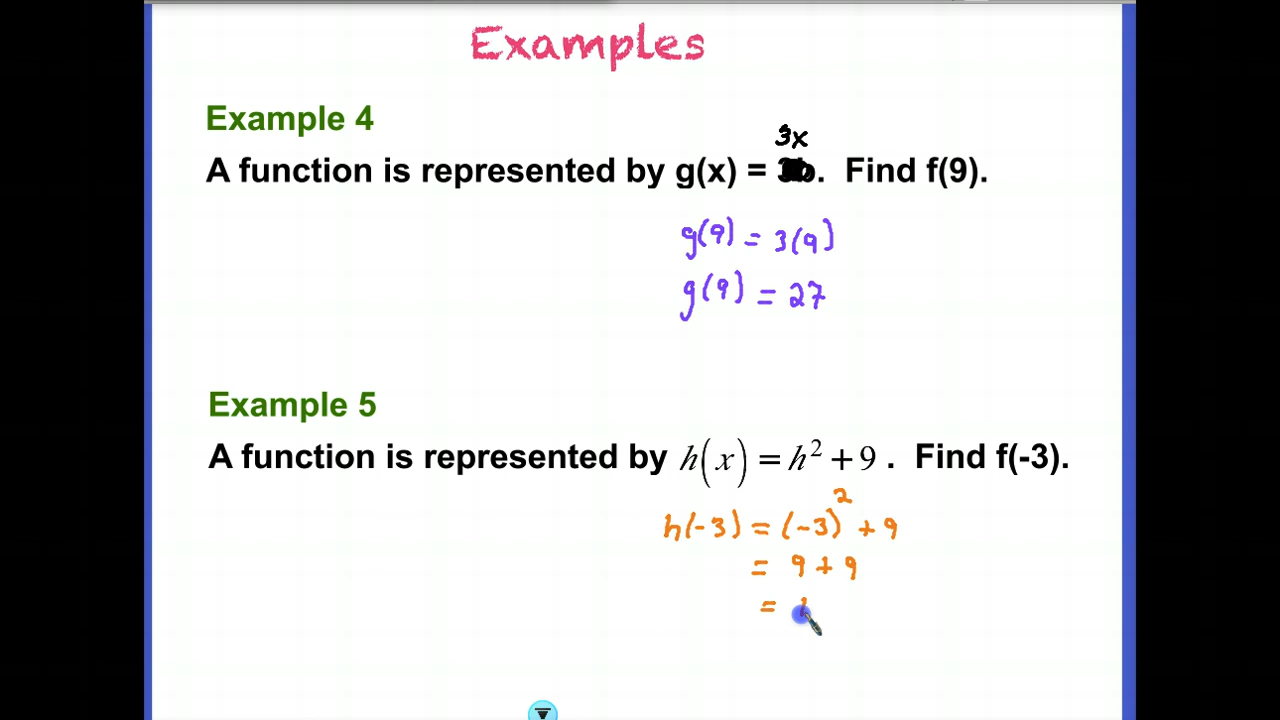 Examples
Example 4
3x
A function is represented by g(x) = . Find f(9).
g(9) = 3(9)
g(9) = 27
Example 5
A function is represented by h(x) = h² + 9 . Find f(-3).
h(-3) = (-3)² + 9
= 9 + 9
=